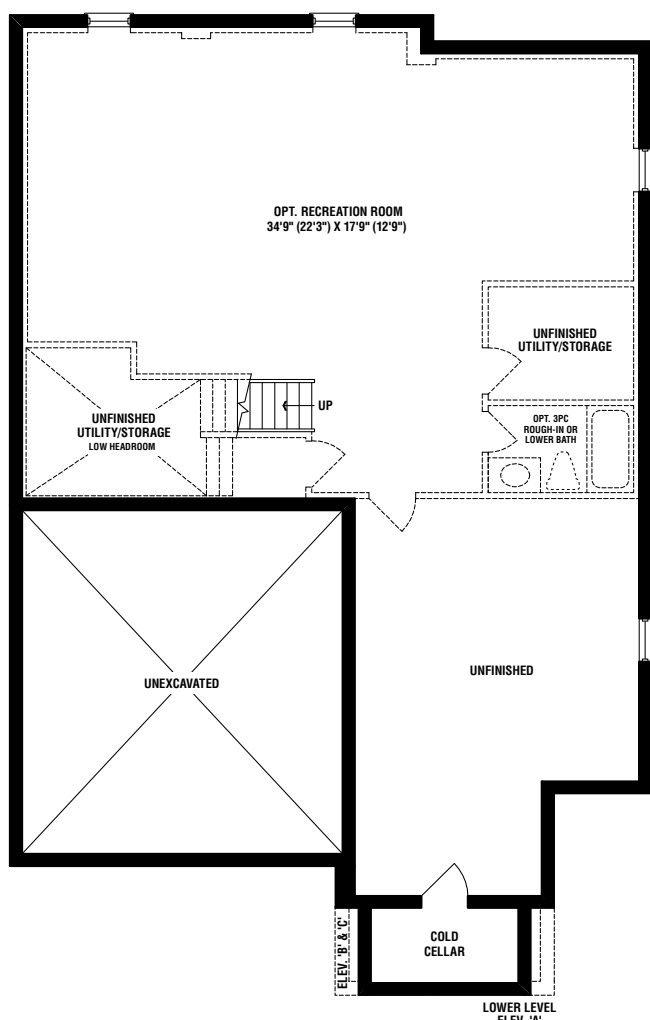 OPT. RECREATION ROOM
34'9" (22'3") X 17'9" (12'9")
UNFINISHED
UTILITY/STORAGE
UP
UNFINISHED
UTILITY/STORAGE
LOW HEADROOM
OPT. 3PC
ROUGH-IN OR
LOWER BATH
UNEXCAVATED
UNFINISHED
ELEV. 'B' & 'C'
COLD
CELLAR
LOWER LEVEL
ELEV. 'A'